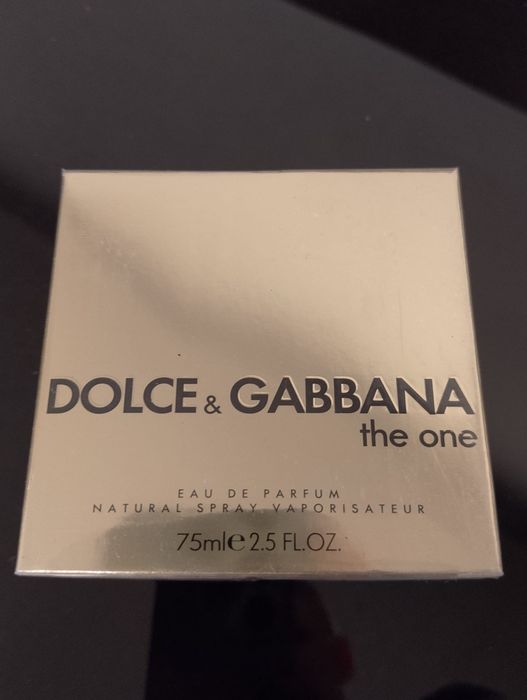 DOLCE & GABBANA
the one
EAU DE PARFUM
NATURAL SPRAY VAPORISATEUR
75ml℮2.5 FL.OZ.